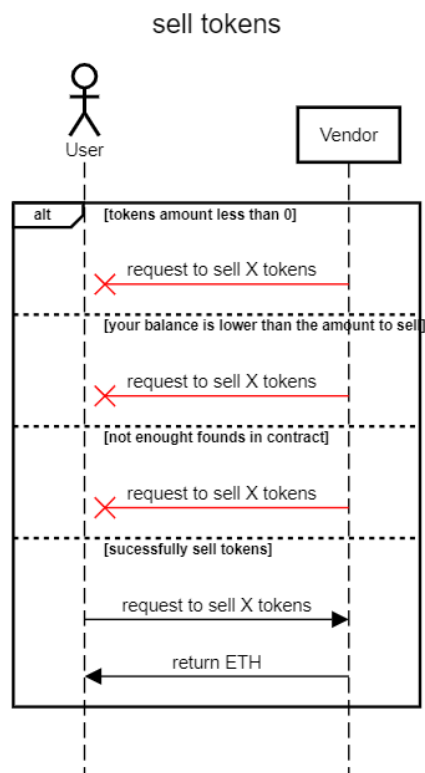 sell tokens
User
Vendor
alt
[tokens amount less than 0]
request to sell X tokens
[your balance is lower than the amount to sell]
request to sell X tokens
[not enought founds in contract]
request to sell X tokens
[sucessfully sell tokens]
request to sell X tokens
return ETH